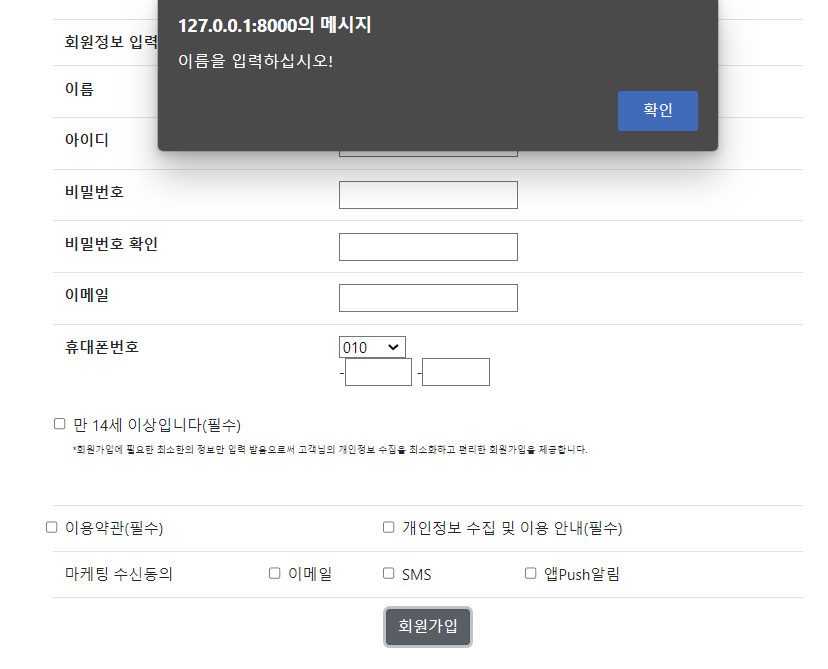 127.0.0.1:8000의 메시지
이름을 입력하십시오!
확인
회원정보 입력
이름
아이디
비밀번호
비밀번호 확인
이메일
휴대폰번호
010
- -
만 14세 이상입니다(필수)
*회원가입에 필요한 최소한의 정보만 입력 받음으로써 고객님의 개인정보 수집을 최소화하고 편리한 회원가입을 제공합니다.
이용약관(필수) 개인정보 수집 및 이용 안내(필수)
마케팅 수신동의 이메일 SMS 앱Push알림
회원가입